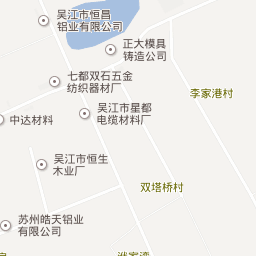 吴江市恒昌
铝业有限公司
正大模具
铸造公司
七都双石五金
纺织器材厂
李家港村
吴江市星都
电缆材料厂
中达材料
吴江市恒生
木业厂
双塔桥村
苏州皓天铝业
有限公司